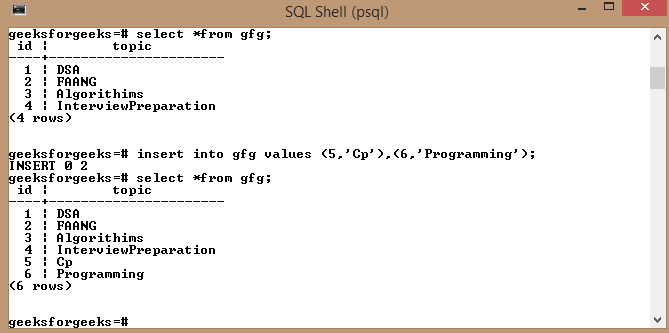 SQL Shell (psql)
geeksforgeeks=# select *from gfg;
 id ¦        topic
----+----------------------
  1 ¦ DSA
  2 ¦ FAANG
  3 ¦ Algorithims
  4 ¦ InterviewPreparation
(4 rows)
geeksforgeeks=# insert into gfg values (5,'Cp'),(6,'Programming');
INSERT 0 2
geeksforgeeks=# select *from gfg;
 id ¦        topic
----+----------------------
  1 ¦ DSA
  2 ¦ FAANG
  3 ¦ Algorithims
  4 ¦ InterviewPreparation
  5 ¦ Cp
  6 ¦ Programming
(6 rows)
geeksforgeeks=#